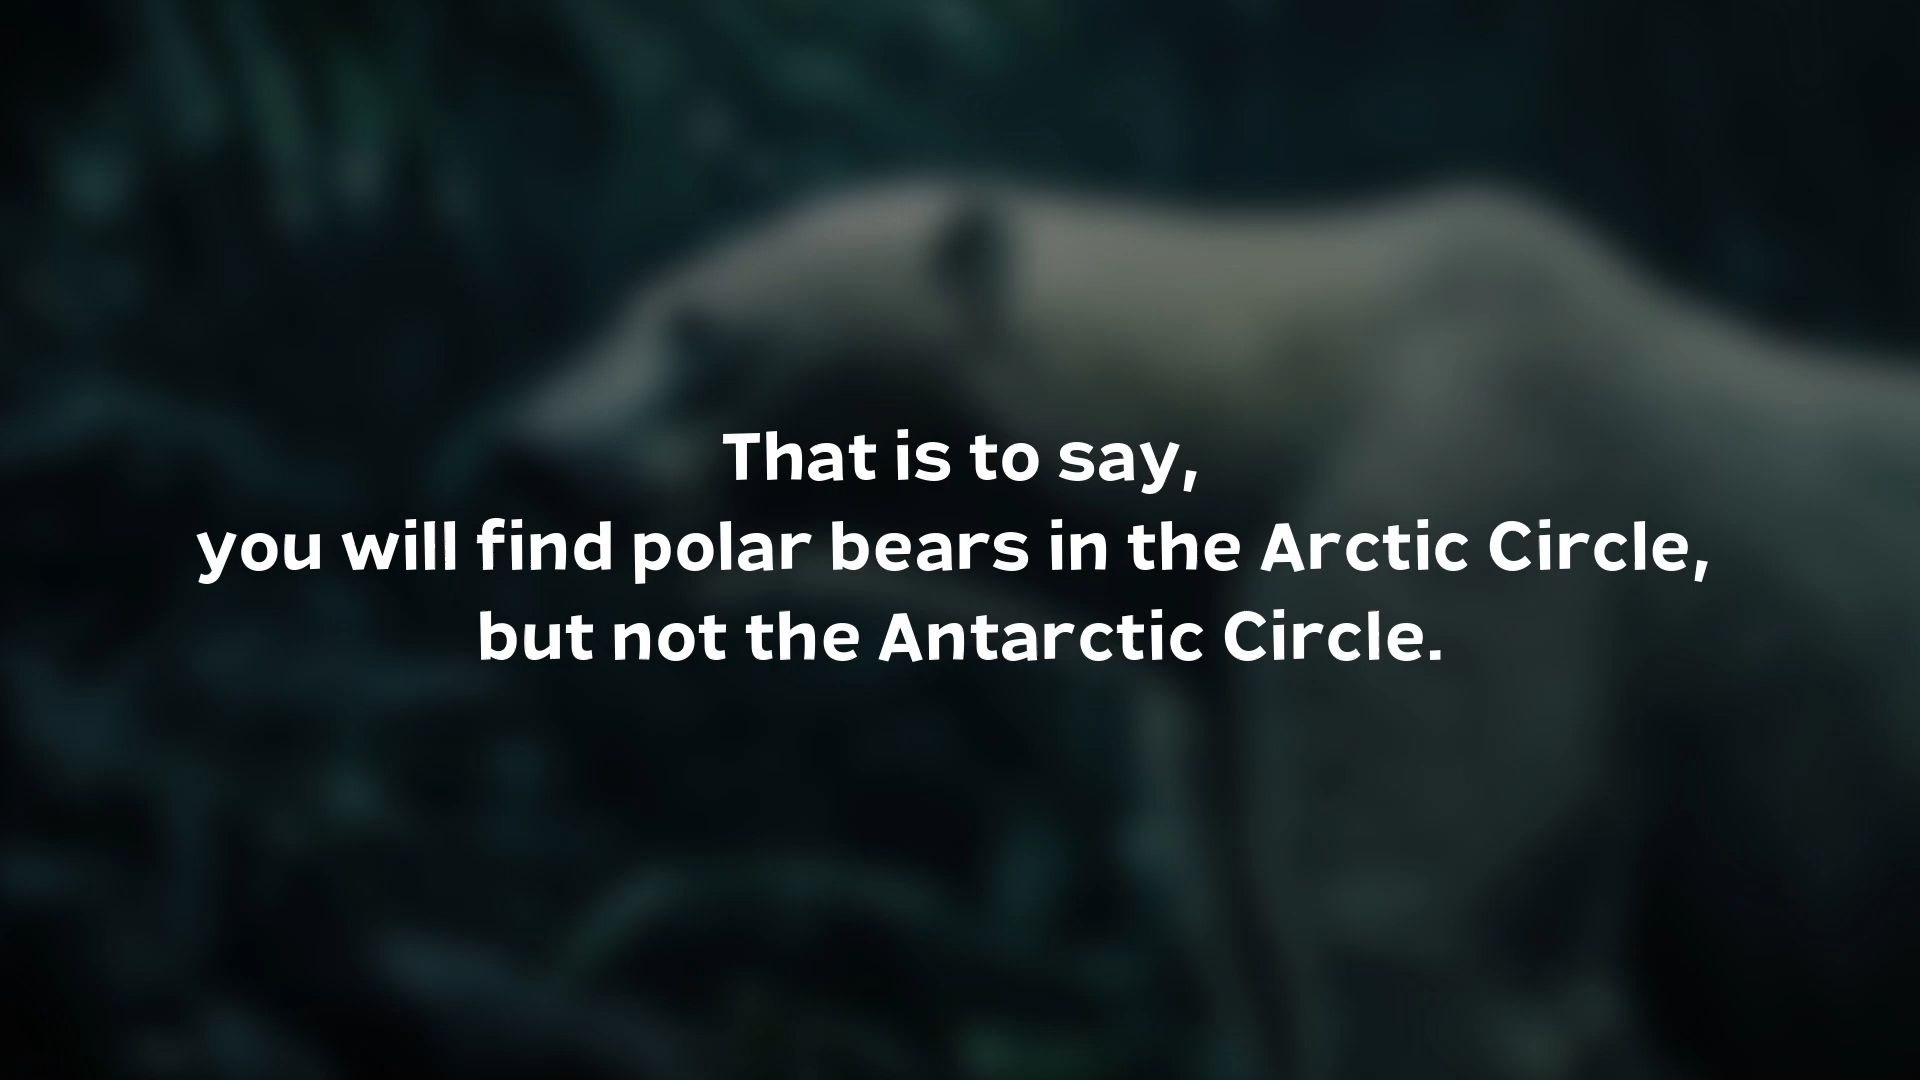 That is to say,
you will find polar bears in the Arctic Circle,
but not the Antarctic Circle.